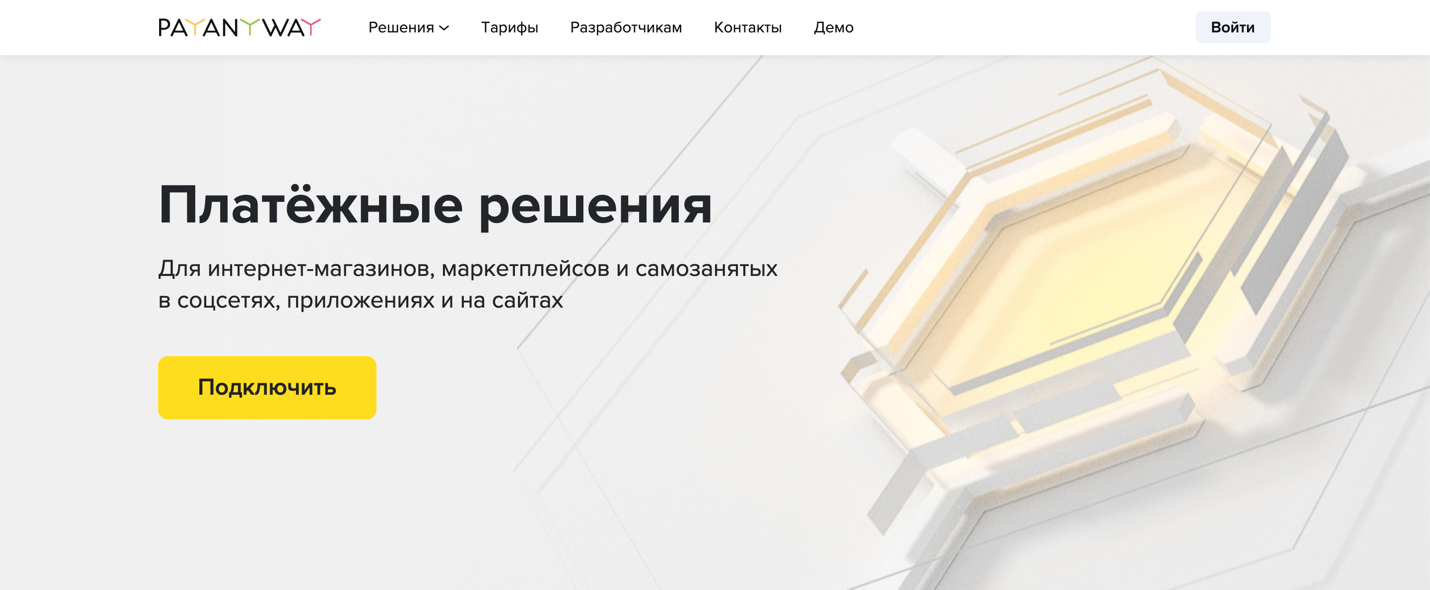 PAYANYWAY
Решения
Тарифы
Разработчикам
Контакты
Демо
Войти
Платёжные решения
Для интернет-магазинов, маркетплейсов и самозанятых
в соцсетях, приложениях и на сайтах
Подключить